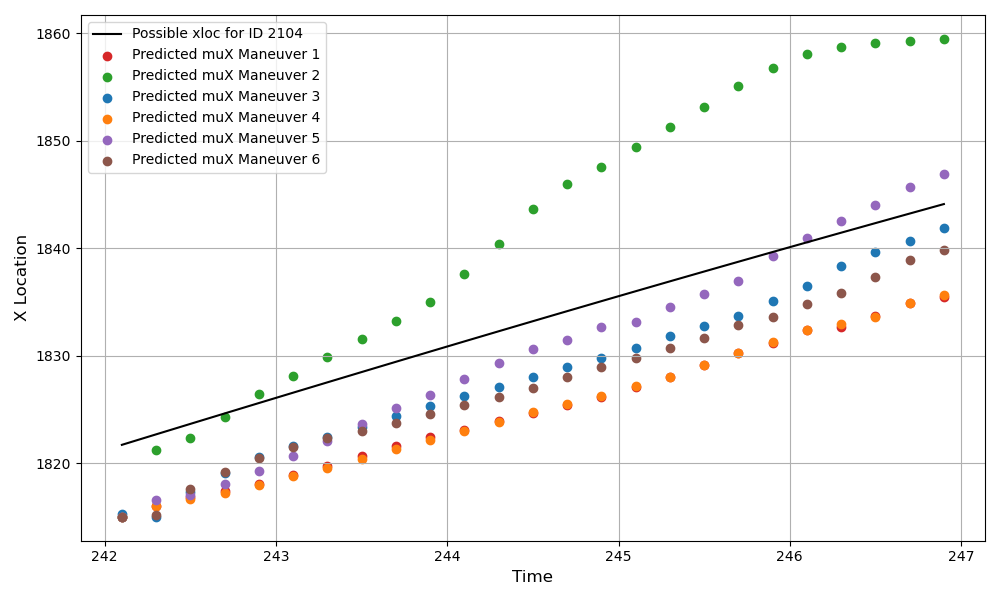 Possible xloc for ID 2104
Predicted muX Maneuver 1
Predicted muX Maneuver 2
Predicted muX Maneuver 3
Predicted muX Maneuver 4
Predicted muX Maneuver 5
Predicted muX Maneuver 6
1860
1850
1840
1830
1820
X Location
242 243 244 245 246 247
Time